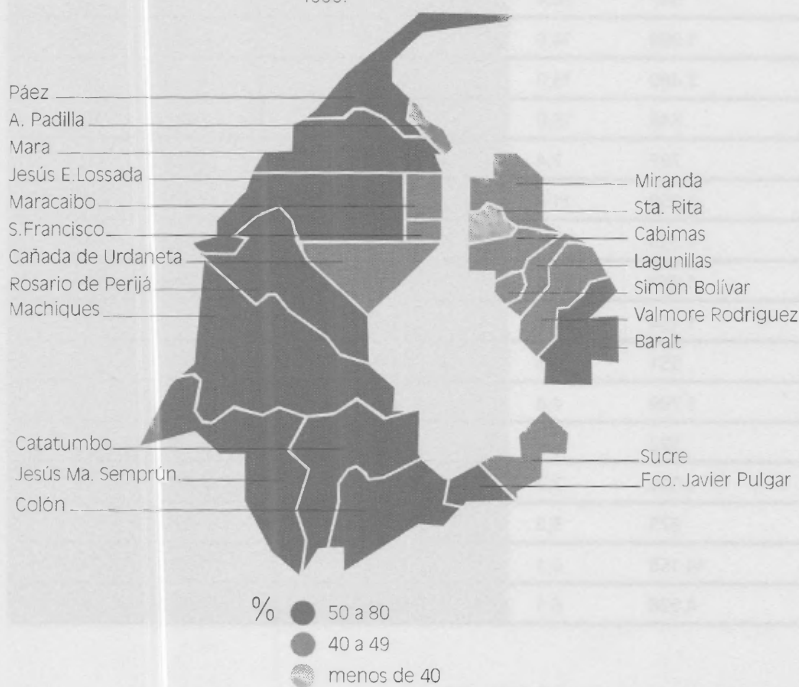 Páez
A. Padilla
Mara
Jesús E.Lossada
Maracaibo
S.Francisco
Cañada de Urdaneta
Rosario de Perijá
Machiques
Catatumbo
Jesús Ma. Semprún
Colón
Miranda
Sta. Rita
Cabimas
Lagunillas
Simón Bolívar
Valmore Rodriguez
Baralt
Sucre
Fco. Javier Pulgar
% 50 a 80
40 a 49
menos de 40